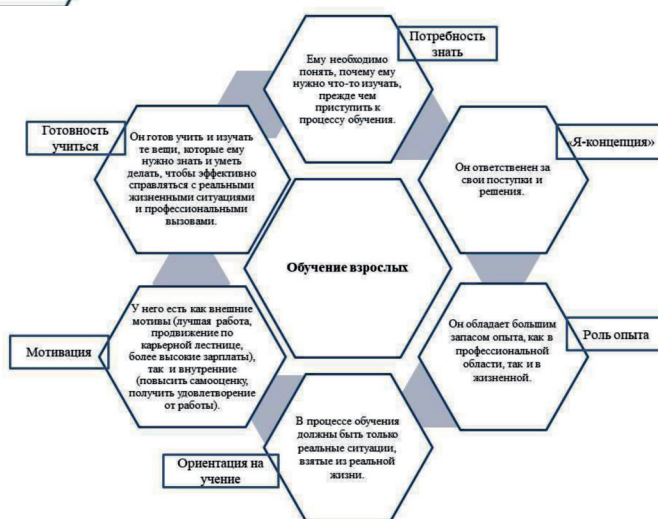 Потребность
знать
Ему необходимо
понять, почему ему
нужно что-то изучать,
прежде чем
приступить к
процессу обучения.
«Я-концепция»
Он ответственен за
свои поступки и
решения.
Роль опыта
Он обладает большим
запасом опыта, как в
профессиональной
области, так и в
жизненной.
Ориентация на
учение
В процессе обучения
должны быть только
реальные ситуации,
взятые из реальной
жизни.
Мотивация
У него есть как внешние
мотивы (лучшая работа,
продвижение по
карьерной лестнице,
более высокие зарплаты),
так и внутренние
(повысить самооценку,
получить удовлетворение
от работы).
Готовность
учиться
Он готов учить и изучать
те вещи, которые ему
нужно знать и уметь
делать, чтобы эффективно
справляться с реальными
жизненными ситуациями
и профессиональными
вызовами.
Обучение взрослых